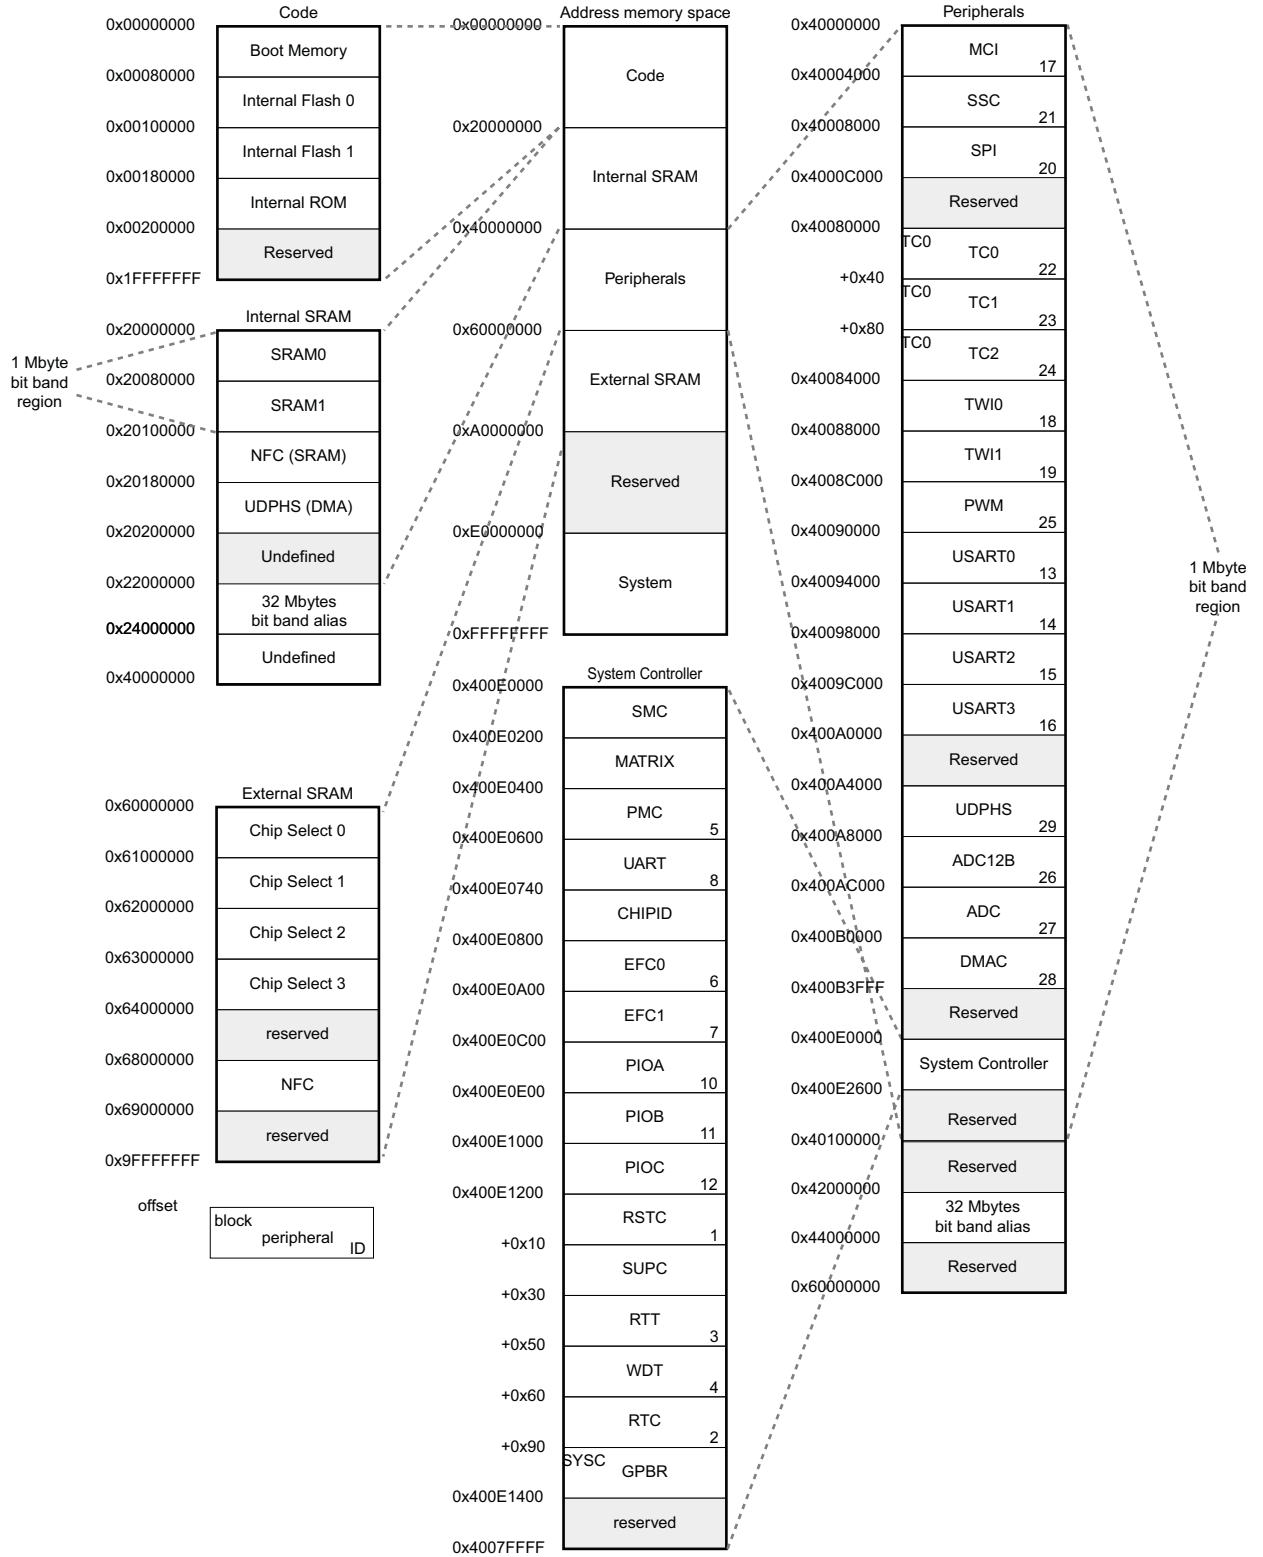 Code
0x00000000
Boot Memory
0x00080000
Internal Flash 0
0x00100000
Internal Flash 1
0x00180000
Internal ROM
0x00200000
Reserved
0x1FFFFFFF
Internal SRAM
0x20000000
SRAM0
1 Mbyte
bit band
region
0x20080000
SRAM1
0x20100000
NFC (SRAM)
0x20180000
UDPHS (DMA)
0x20200000
Undefined
0x22000000
32 Mbytes
bit band alias
0x24000000
Undefined
0x40000000
External SRAM
0x60000000
Chip Select 0
0x61000000
Chip Select 1
0x62000000
Chip Select 2
0x63000000
Chip Select 3
0x64000000
reserved
0x68000000
NFC
0x69000000
reserved
0x9FFFFFFF
offset
block
peripheral
ID
Address memory space
0x00000000
Code
0x20000000
Internal SRAM
0x40000000
Peripherals
0x60000000
External SRAM
0xA0000000
Reserved
0xE0000000
System
0xFFFFFFFF
System Controller
0x400E0000
SMC
0x400E0200
MATRIX
0x400E0400
PMC
5
0x400E0600
UART
8
0x400E0740
CHIPID
0x400E0800
EFC0
6
0x400E0A00
EFC1
7
0x400E0C00
PIOA
10
0x400E0E00
PIOB
11
0x400E1000
PIOC
12
0x400E1200
RSTC
1
+0x10
SUPC
+0x30
RTT
3
+0x50
WDT
4
+0x60
RTC
2
+0x90
SYSC
GPBR
0x400E1400
reserved
0x4007FFFF
Peripherals
0x40000000
MCI
17
0x40004000
SSC
21
0x40008000
SPI
20
0x4000C000
Reserved
0x40080000
TC0
TC0
22
+0x40
TC0
TC1
23
+0x80
TC0
TC2
24
0x40084000
TWI0
18
0x40088000
TWI1
19
0x4008C000
PWM
25
0x40090000
USART0
13
0x40094000
USART1
14
0x40098000
USART2
15
0x4009C000
USART3
16
0x400A0000
Reserved
0x400A4000
UDPHS
29
0x400A8000
ADC12B
26
0x400AC000
ADC
27
0x400B0000
DMAC
28
0x400B3FFF
Reserved
0x400E0000
System Controller
0x400E2600
Reserved
0x40100000
Reserved
0x42000000
32 Mbytes
bit band alias
0x44000000
Reserved
0x60000000
1 Mbyte
bit band
region